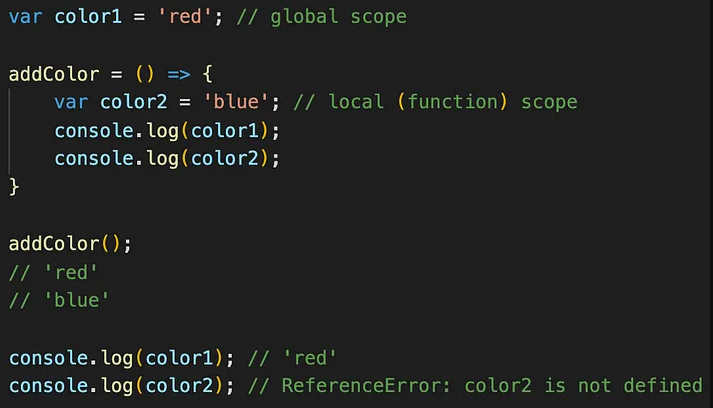 var color1 = 'red'; // global scope
addColor = () => {
    var color2 = 'blue'; // local (function) scope
    console.log(color1);
    console.log(color2);
}
addColor();
// 'red'
// 'blue'
console.log(color1); // 'red'
console.log(color2); // ReferenceError: color2 is not defined